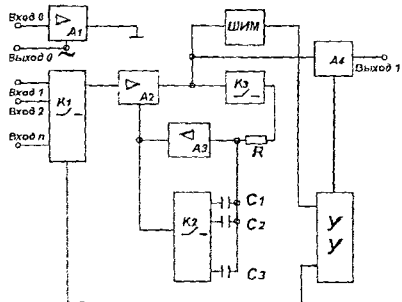 Вход 0
A1
Выход 0
ШИМ
A4
Выход 1
Вход 1
K1
A2
K3
Вход 2
A3
R
Вход n
K2
C1
C2
C3
УУ